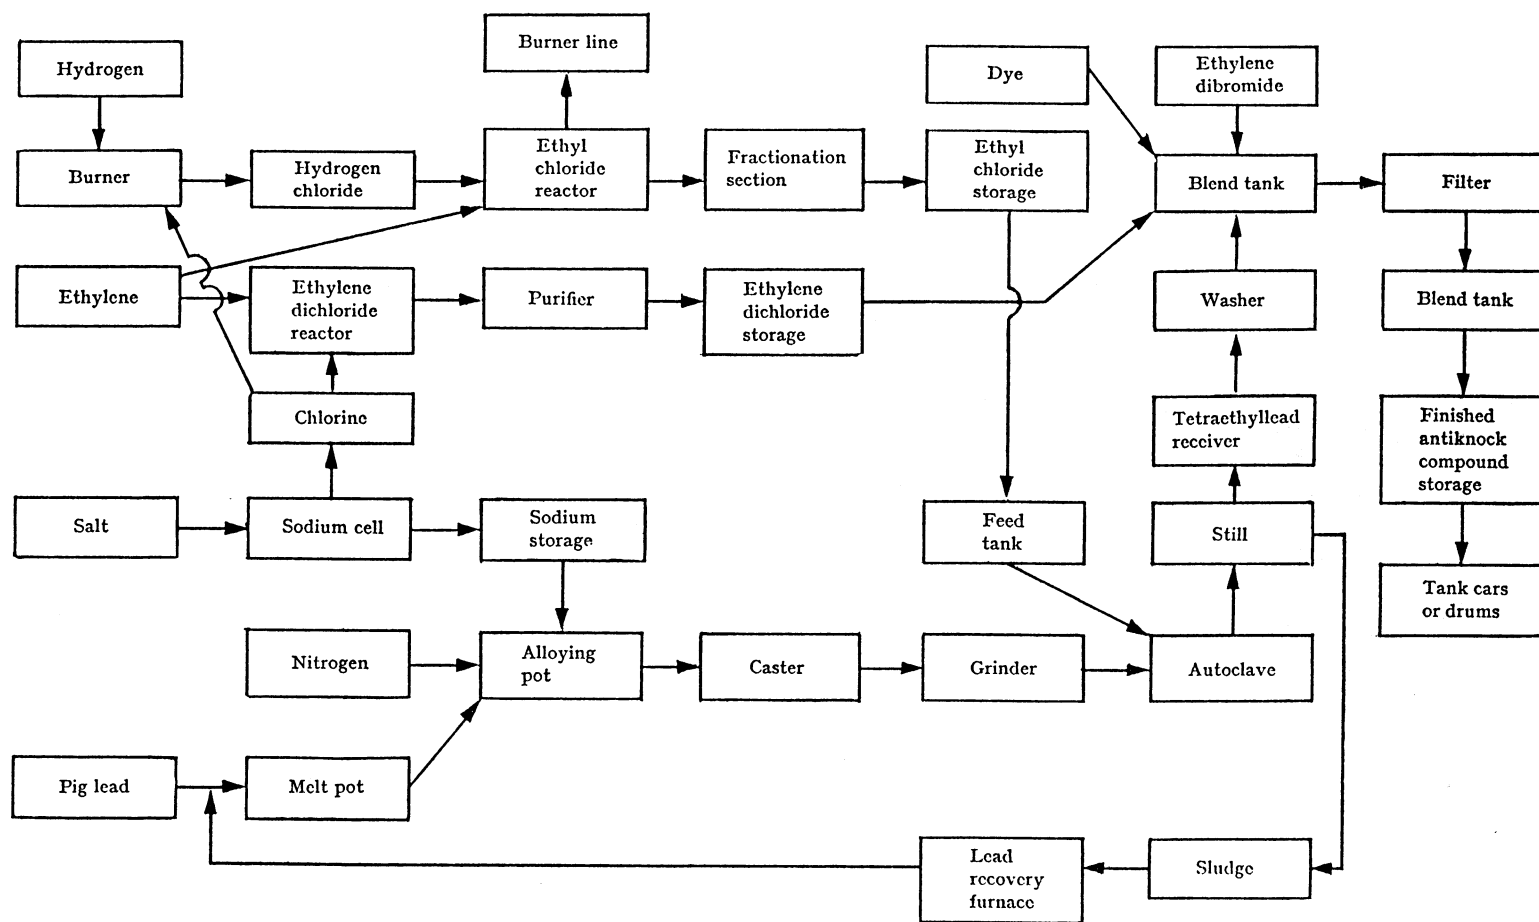 Hydrogen
Burner line
Dye
Ethylene
dibromide
Burner
Hydrogen
chloride
Ethyl
chloride
reactor
Fractionation
section
Ethyl
chloride
storage
Blend tank
Filter
Ethylene
Ethylene
dichloride
reactor
Purifier
Ethylene
dichloride
storage
Washer
Blend tank
Chlorine
Tetraethyllead
receiver
Finished
antiknock
compound
storage
Salt
Sodium cell
Sodium
storage
Feed
tank
Still
Tank cars
or drums
Nitrogen
Alloying
pot
Caster
Grinder
Autoclave
Pig lead
Melt pot
Lead
recovery
furnace
Sludge